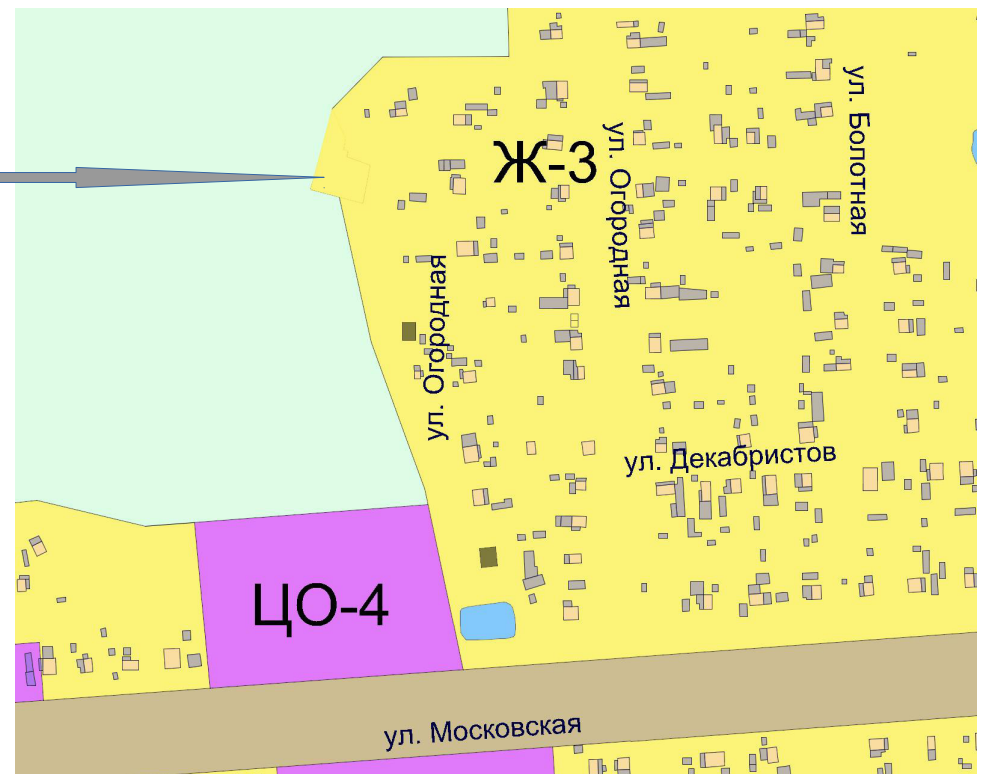 ул. Болотная
Ж-3
ул. Огородная
ул. Огородная
ул. Декабристов
ЦО-4
ул. Московская